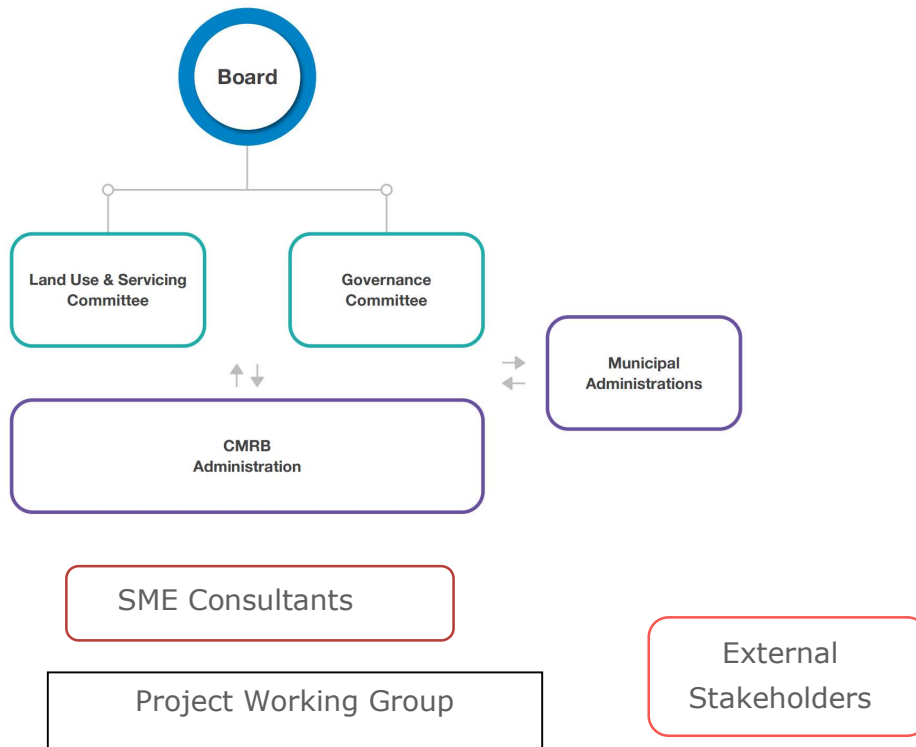 Board
Land Use & Servicing
Committee
Governance
Committee
Municipal
Administrations
CMRB
Administration
SME Consultants
External
Stakeholders
Project Working Group